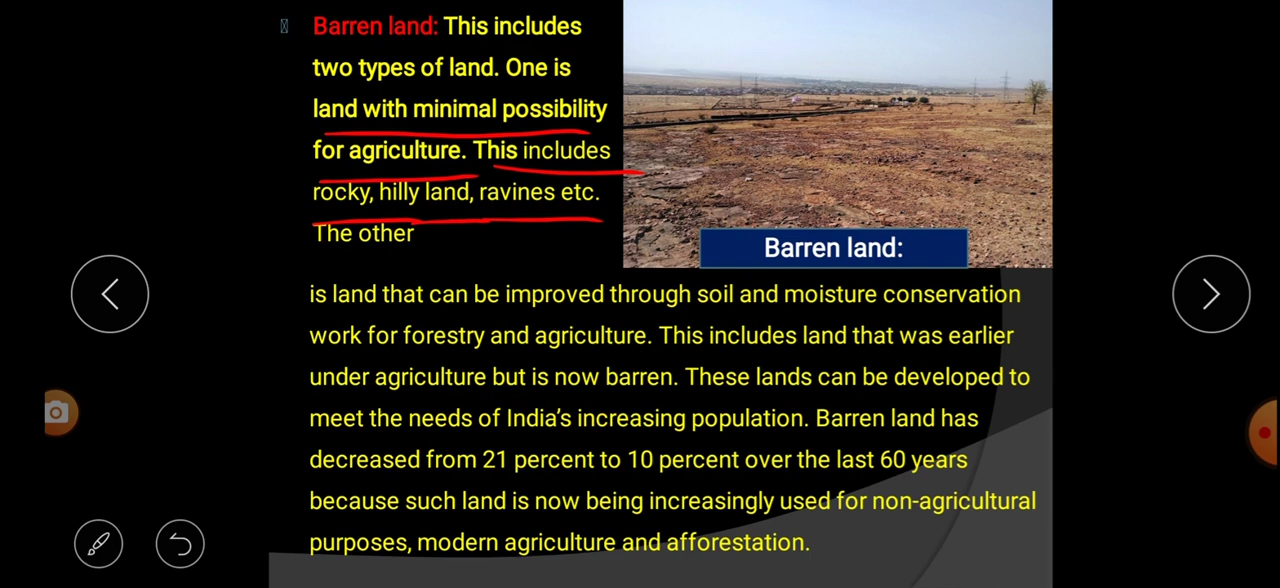 Barren land: This includes
two types of land. One is
land with minimal possibility
for agriculture. This includes
rocky, hilly land, ravines etc.
The other
Barren land:
is land that can be improved through soil and moisture conservation
work for forestry and agriculture. This includes land that was earlier
under agriculture but is now barren. These lands can be developed to
meet the needs of India’s increasing population. Barren land has
decreased from 21 percent to 10 percent over the last 60 years
because such land is now being increasingly used for non-agricultural
purposes, modern agriculture and afforestation.